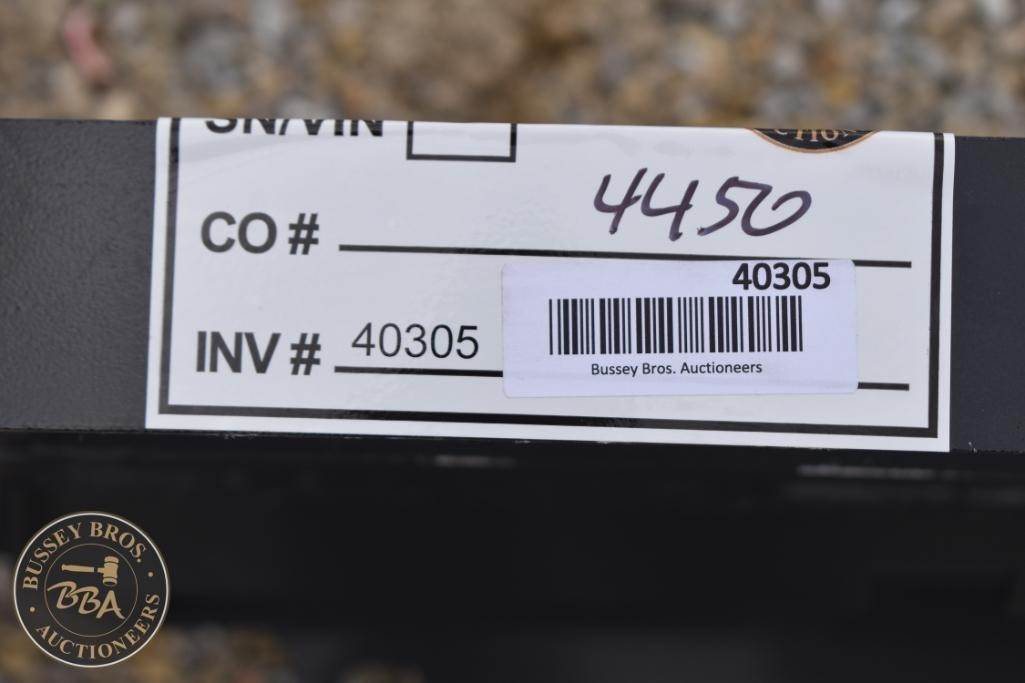 SN/VIN
CO # 4450
40305
INV # 40305
Bussey Bros. Auctioneers
BUSSEY BROS.
BBA
AUCTIONEERS